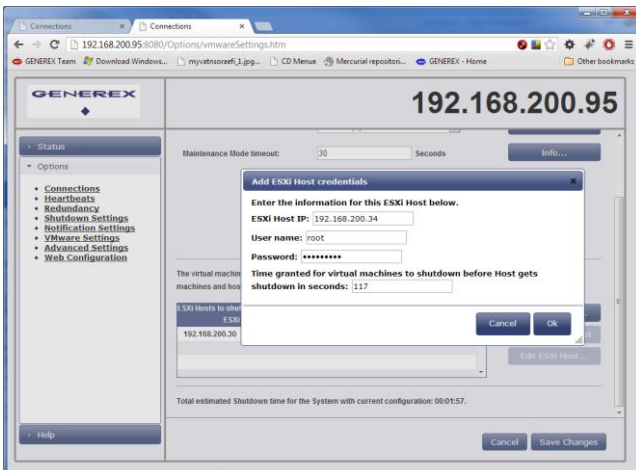 Connections
Connections
192.168.200.95:8080/Options/vmwareSettings.htm
GENEREX Team
Download Windows...
myvatnsoraefi_1.jpg...
CD Menue
Mercurial repositori...
GENEREX - Home
Other bookmarks
GENEREX
192.168.200.95
Status
Options
Connections
Heartbeats
Redundancy
Shutdown Settings
Notification Settings
VMware Settings
Advanced Settings
Web Configuration
Help
Maintenance Mode timeout:
30
Seconds
Info...
Add ESXi Host credentials
Enter the information for this ESXi Host below.
ESXi Host IP: 192.168.200.34
User name: root
Password: •••••••••
Time granted for virtual machines to shutdown before Host gets
shutdown in seconds: 117
Cancel
Ok
The virtual machin
machines and hos
ESXi Hosts to shut
ESXi
192.168.200.30
Edit ESXi Host...
Total estimated Shutdown time for the System with current configuration: 00:01:57.
Cancel
Save Changes